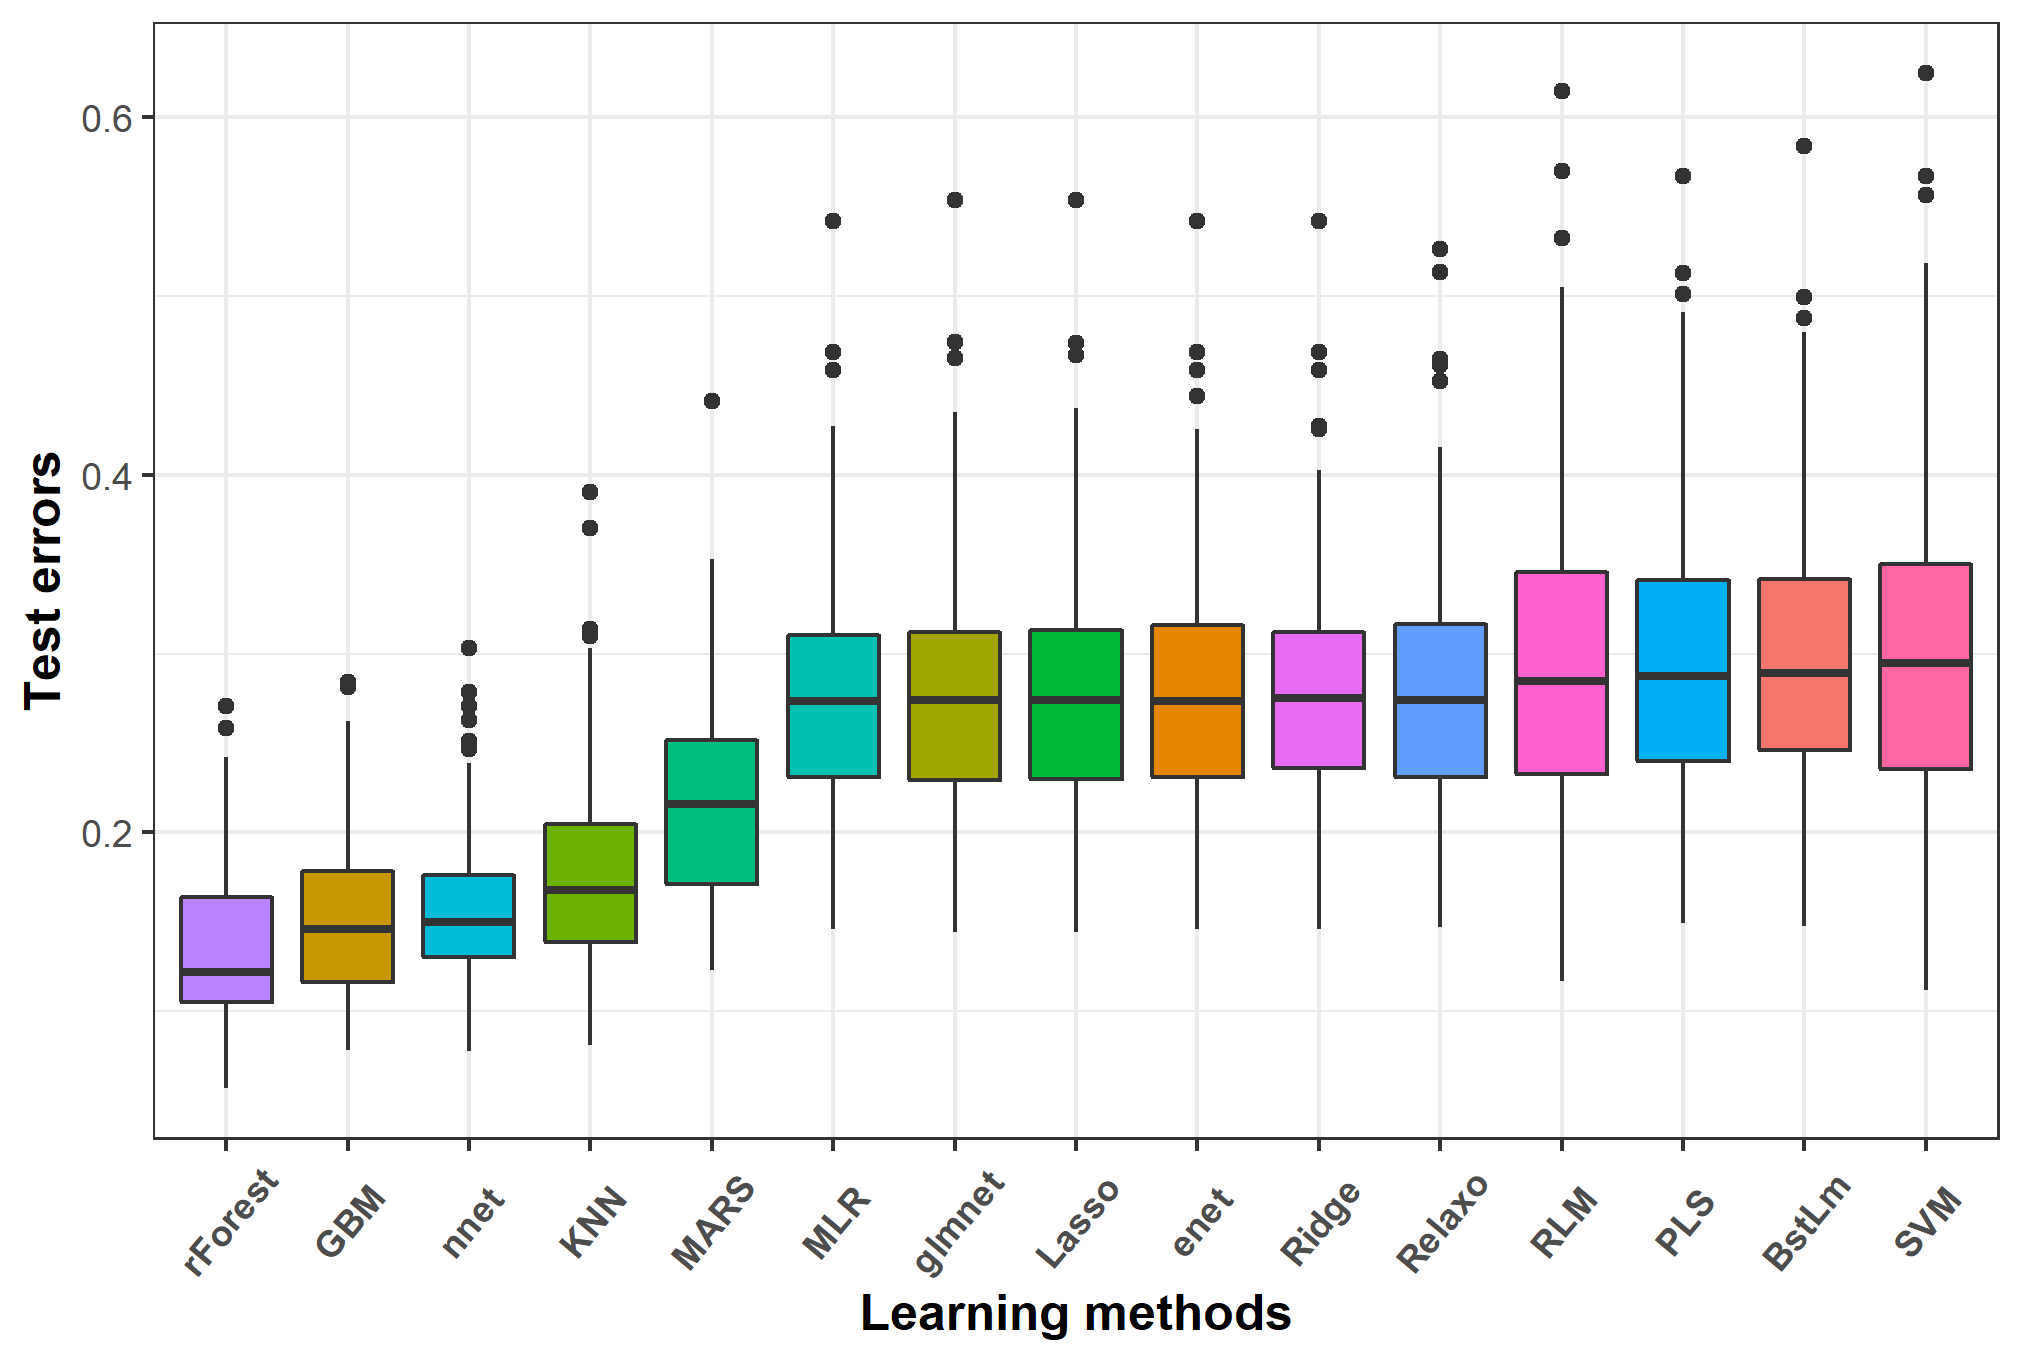 Test errors
0.6
0.4
0.2
rForest
GBM
nnet
KNN
MARS
MLR
glmnet
Lasso
enet
Ridge
Relaxo
RLM
PLS
BstLm
SVM
Learning methods